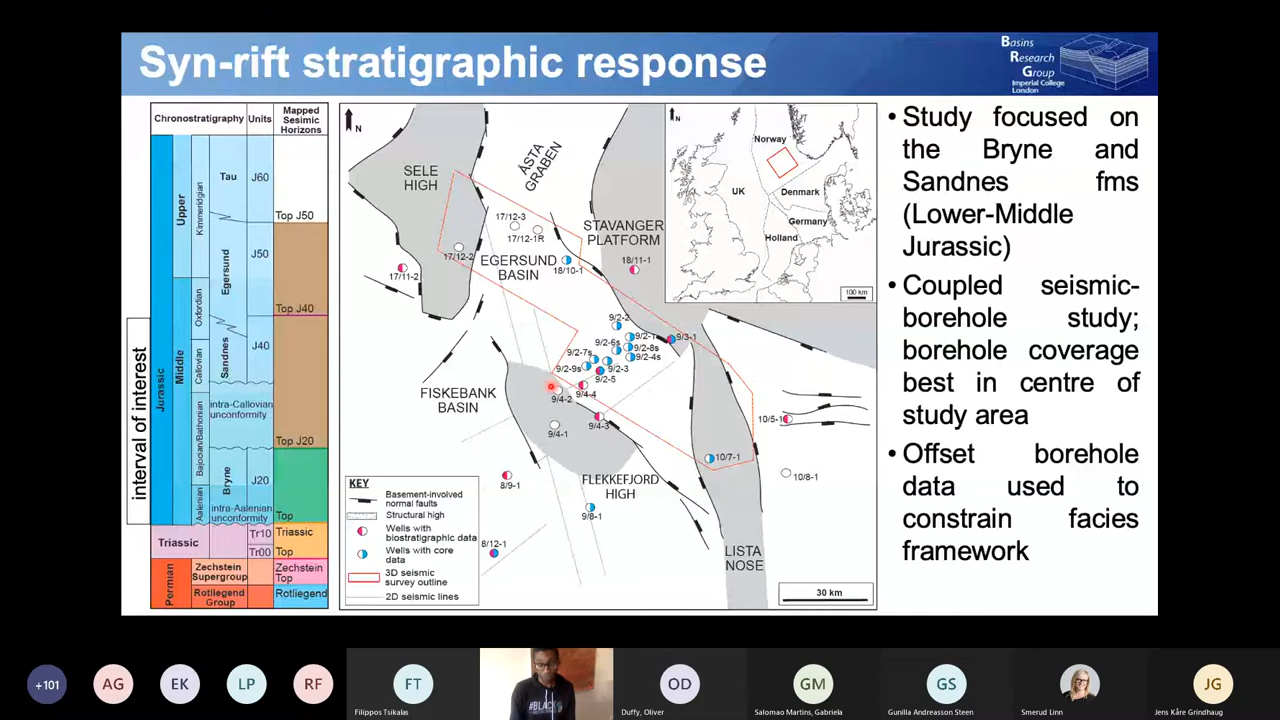 Syn-rift stratigraphic response
Basins
Research
Group
Imperial College
London
Chronostratigraphy
Units
Mapped
Sesimic
Horizons
interval of interest
Jurassic
Upper
Middle
Kimmeridgian
Oxfordian
Callovian
Bajocian/Bathonian
Aalenian
Tau
Egersund
Sandnes
intra-Callovian
unconformity
Bryne
intra-Aalenian
unconformity
J60
J50
J40
J20
Top J50
Top J40
Top J20
Top
Triassic
Tr10
Tr00
Triassic
Top
Permian
Zechstein
Supergroup
Rotliegend
Group
Zechstein
Top
Rotliegend
N
SELE
HIGH
ÅSTA
GRABEN
STAVANGER
PLATFORM
EGERSUND
BASIN
FISKEBANK
BASIN
FLEKKEFJORD
HIGH
LISTA
NOSE
17/12-3
17/12-1R
17/12-2
17/11-2
18/10-1
18/11-1
9/2-2
9/2-1
9/2-6s
9/2-8s
9/2-7s
9/2-4s
9/2-9s
9/2-3
9/2-5
9/3-1
9/4-4
9/4-2
9/4-3
9/4-1
10/5-1
10/7-1
10/8-1
8/9-1
9/8-1
8/12-1
30 km
KEY
Basement-involved
normal faults
Structural high
Wells with
biostratigraphic data
Wells with core
data
3D seismic
survey outline
2D seismic lines
N
Norway
UK
Denmark
Germany
Holland
100 km
• Study focused on
the Bryne and
Sandnes fms
(Lower-Middle
Jurassic)
• Coupled seismic-
borehole study;
borehole coverage
best in centre of
study area
• Offset borehole
data used to
constrain facies
framework
#BLACK
+101
AG
EK
LP
RF
FT
Filippos Tsikalas
OD
Duffy, Oliver
GM
Salomao Martins, Gabriela
GS
Gunilla Andreasson Steen
Smerud Linn
JG
Jens Kåre Grindhaug